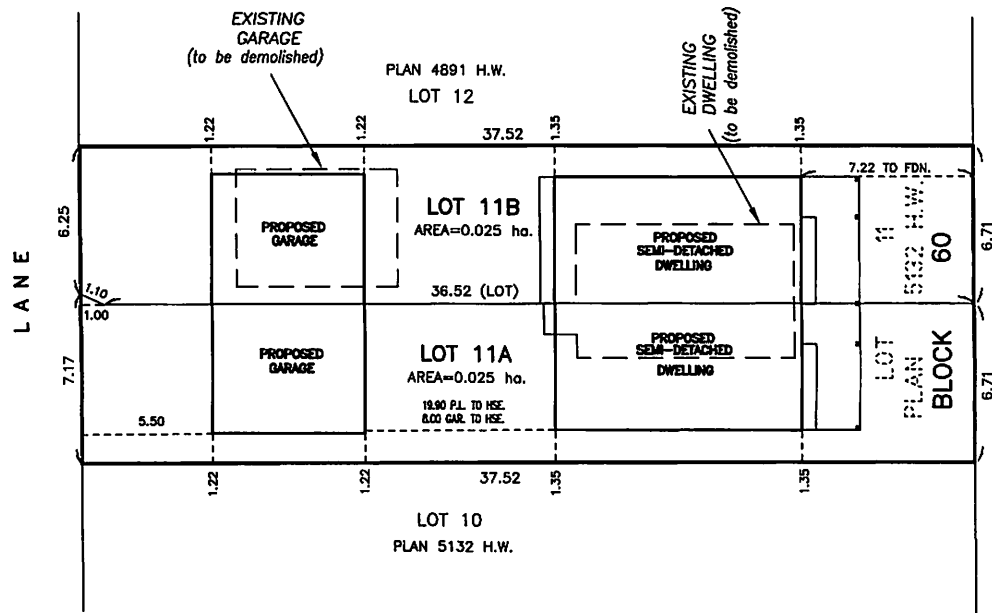 EXISTING
GARAGE
(to be demolished)
PLAN 4891 H.W.
LOT 12
EXISTING
DWELLING
(to be demolished)
1.22
1.22
37.52
1.35
1.35
7.22 TO FDN.
6.25
LOT 11B
AREA=0.025 ha.
PROPOSED
GARAGE
PROPOSED
SEMI-DETACHED
DWELLING
6.71
LANE
1.10
1.00
36.52 (LOT)
7.17
PROPOSED
GARAGE
LOT 11A
AREA=0.025 ha.
19.90 P.L. TO HSE.
8.00 GAR. TO HSE.
PROPOSED
SEMI-DETACHED
DWELLING
LOT 11
PLAN 5132 H.W.
BLOCK 60
6.71
5.50
1.22
1.22
37.52
1.35
1.35
LOT 10
PLAN 5132 H.W.